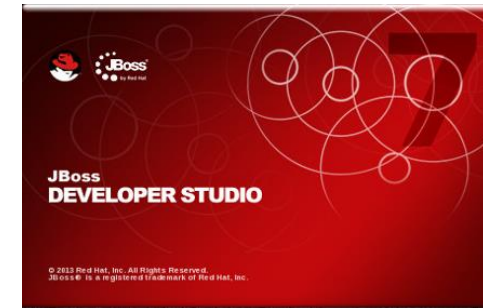 7
JBoss
by Red Hat
JBoss
DEVELOPER STUDIO
© 2013 Red Hat, Inc. All Rights Reserved.
JBoss® is a registered trademark of Red Hat, Inc.